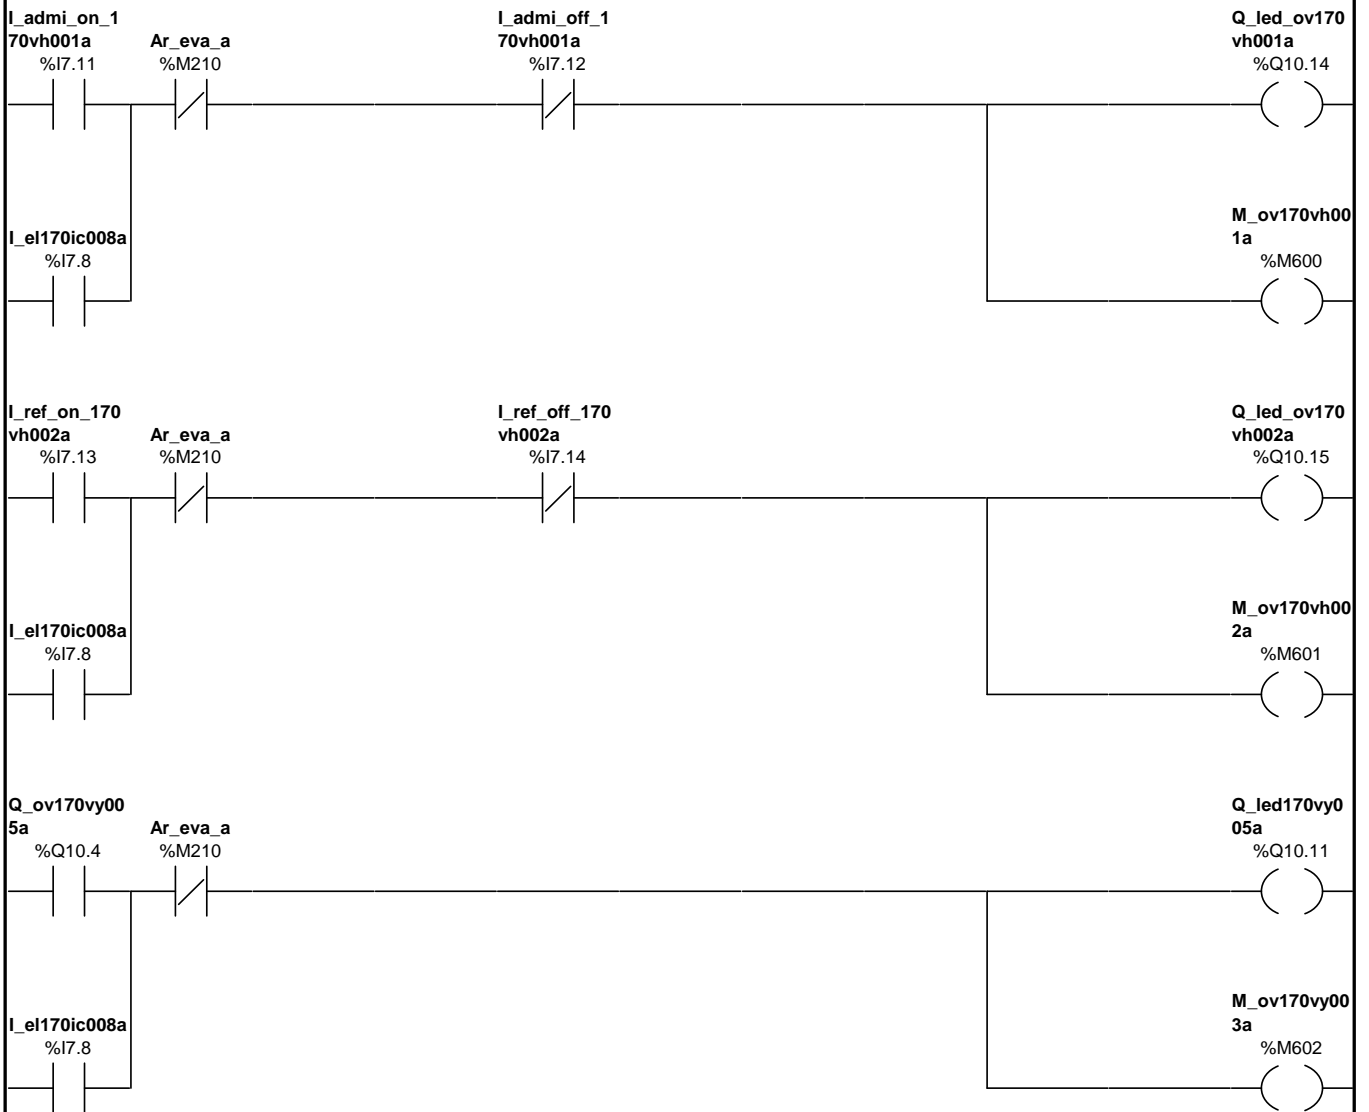 I_admi_on_1
70vh001a
%I7.11
Ar_eva_a
%M210
I_admi_off_1
70vh001a
%I7.12
Q_led_ov170
vh001a
%Q10.14
I_el170ic008a
%I7.8
M_ov170vh00
1a
%M600
I_ref_on_170
vh002a
%I7.13
Ar_eva_a
%M210
I_ref_off_170
vh002a
%I7.14
Q_led_ov170
vh002a
%Q10.15
I_el170ic008a
%I7.8
M_ov170vh00
2a
%M601
Q_ov170vy00
5a
%Q10.4
Ar_eva_a
%M210
Q_led170vy0
05a
%Q10.11
I_el170ic008a
%I7.8
M_ov170vy00
3a
%M602